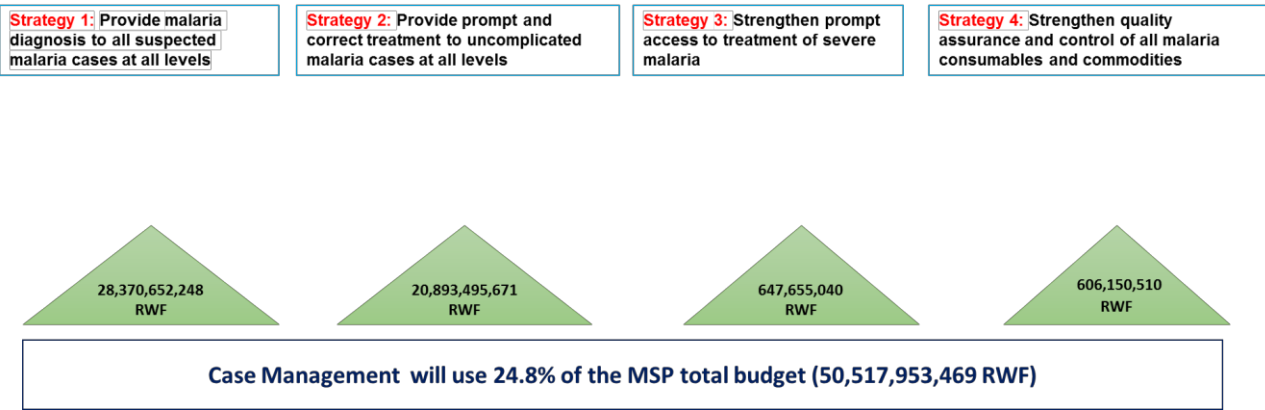 Strategy 1: Provide malaria
diagnosis to all suspected
malaria cases at all levels
Strategy 2: Provide prompt and
correct treatment to uncomplicated
malaria cases at all levels
Strategy 3: Strengthen prompt
access to treatment of severe
malaria
Strategy 4: Strengthen quality
assurance and control of all malaria
consumables and commodities
28,370,652,248
RWF
20,893,495,671
RWF
647,655,040
RWF
606,150,510
RWF
Case Management will use 24.8% of the MSP total budget (50,517,953,469 RWF)